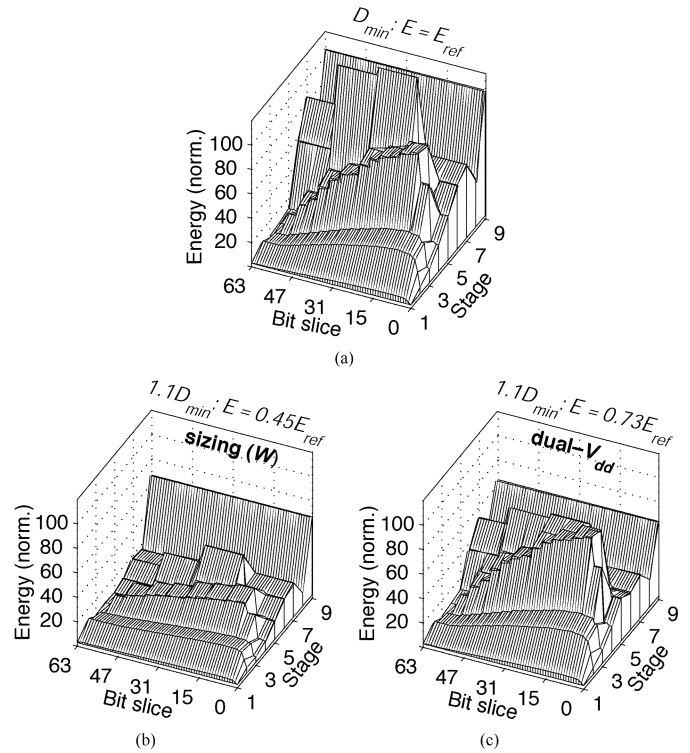 D_min: E = E_ref
Energy (norm.)
100
80
60
40
20
63 47 31 15 0
Bit slice
1 3 5 7 9
Stage
(a)
1.1D_min: E = 0.45E_ref
sizing (W)
Energy (norm.)
100
80
60
40
20
63 47 31 15 0
Bit slice
1 3 5 7 9
Stage
(b)
1.1D_min: E = 0.73E_ref
dual–V_dd
Energy (norm.)
100
80
60
40
20
63 47 31 15 0
Bit slice
1 3 5 7 9
Stage
(c)